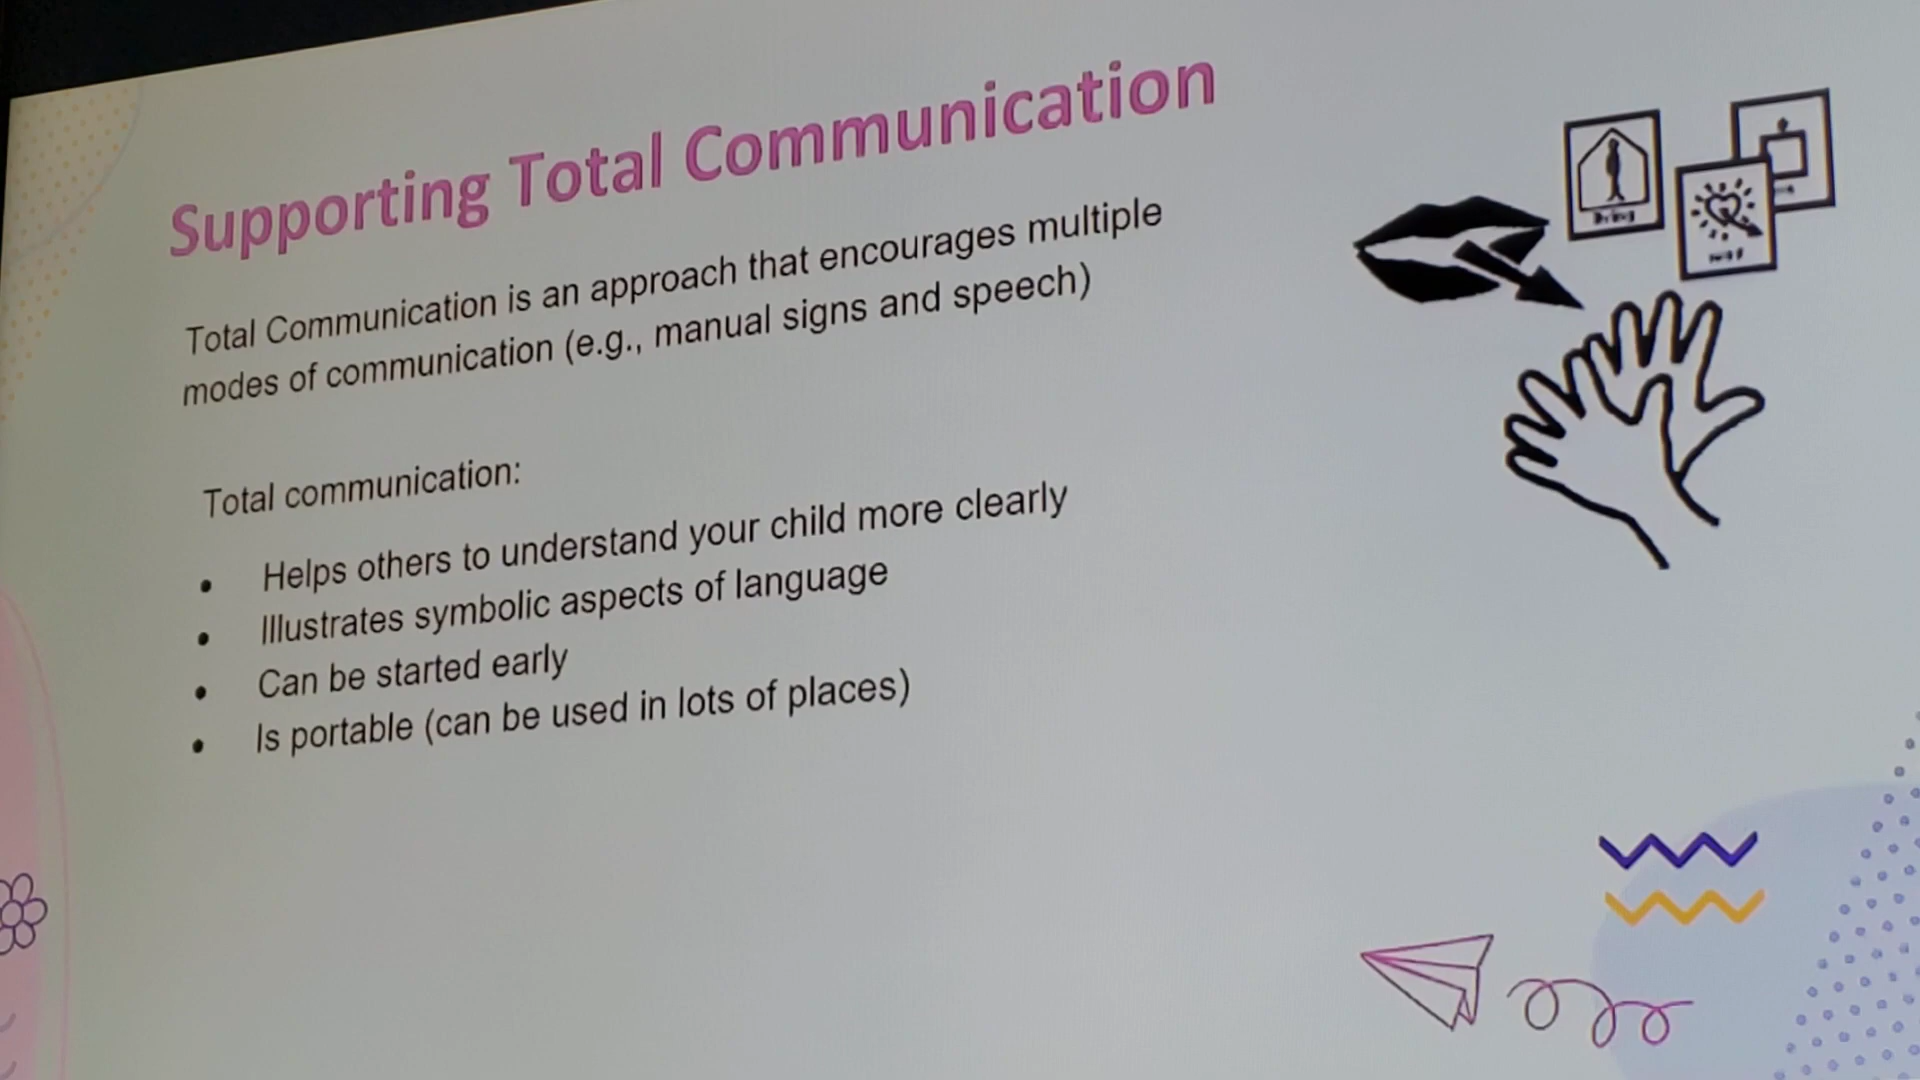 Supporting Total Communication
Total Communication is an approach that encourages multiple
modes of communication (e.g., manual signs and speech)
Total communication:
• Helps others to understand your child more clearly
• Illustrates symbolic aspects of language
• Can be started early
• Is portable (can be used in lots of places)